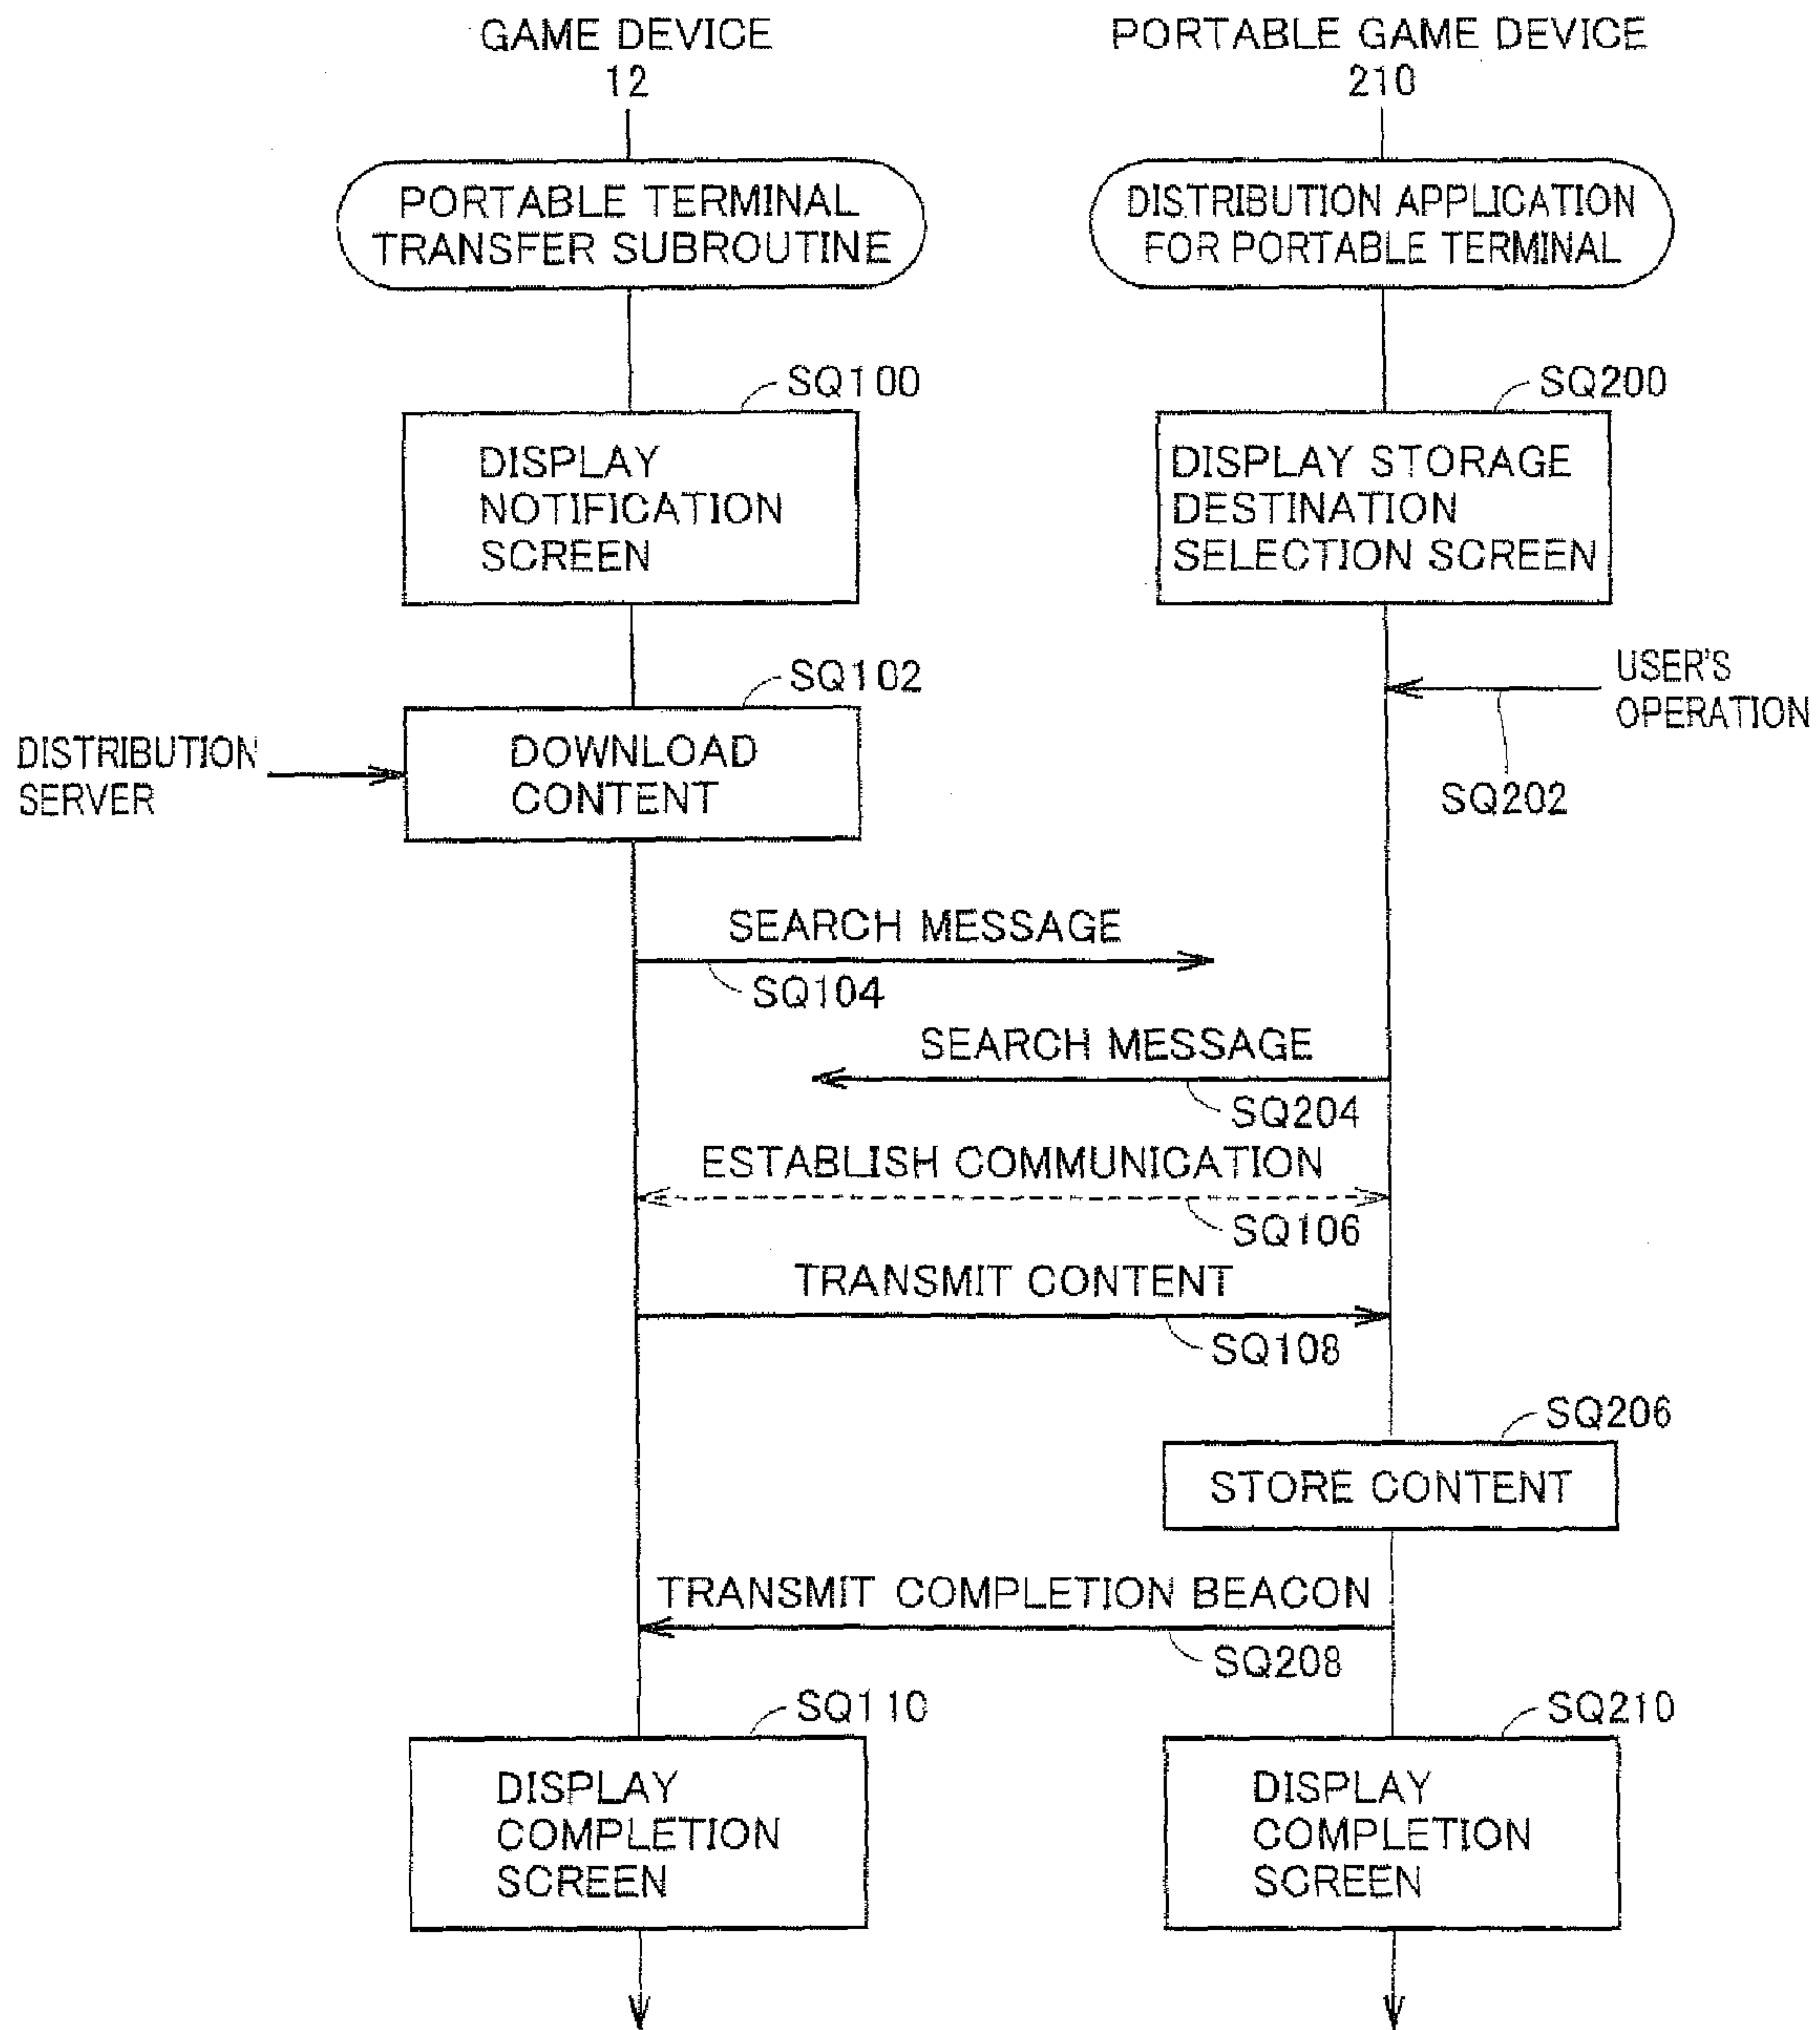 GAME DEVICE
12
PORTABLE GAME DEVICE
210
PORTABLE TERMINAL
TRANSFER SUBROUTINE
DISTRIBUTION APPLICATION
FOR PORTABLE TERMINAL
SQ100
DISPLAY
NOTIFICATION
SCREEN
SQ200
DISPLAY STORAGE
DESTINATION
SELECTION SCREEN
USER'S
OPERATION
SQ202
SQ102
DISTRIBUTION
SERVER
DOWNLOAD
CONTENT
SEARCH MESSAGE
SQ104
SEARCH MESSAGE
SQ204
ESTABLISH COMMUNICATION
SQ106
TRANSMIT CONTENT
SQ108
SQ206
STORE CONTENT
TRANSMIT COMPLETION BEACON
SQ208
SQ110
DISPLAY
COMPLETION
SCREEN
SQ210
DISPLAY
COMPLETION
SCREEN